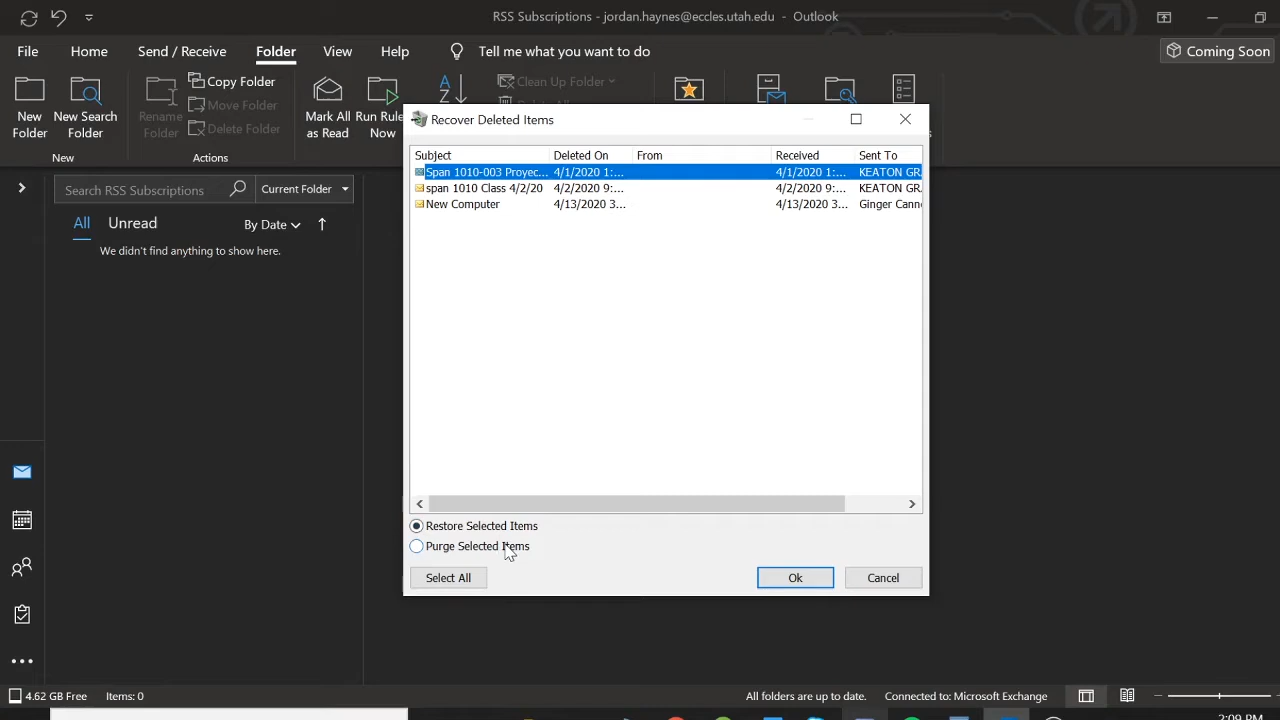 RSS Subscriptions - jordan.haynes@eccles.utah.edu - Outlook
File Home Send / Receive Folder View Help Tell me what you want to do Coming Soon
New Folder
New Search Folder
Rename Folder
Copy Folder
Move Folder
Delete Folder
Mark All as Read
Run Rules Now
Clean Up Folder
New
Actions
Search RSS Subscriptions
Current Folder
All Unread By Date
We didn't find anything to show here.
Recover Deleted Items
Subject Deleted On From Received Sent To
Span 1010-003 Proyec... 4/1/2020 1:... 4/1/2020 1:... KEATON GR
span 1010 Class 4/2/20 4/2/2020 9:... 4/2/2020 9:... KEATON GR
New Computer 4/13/2020 3... 4/13/2020 3... Ginger Cann
Restore Selected Items
Purge Selected Items
Select All Ok Cancel
4.62 GB Free Items: 0 All folders are up to date. Connected to: Microsoft Exchange
2:09 PM